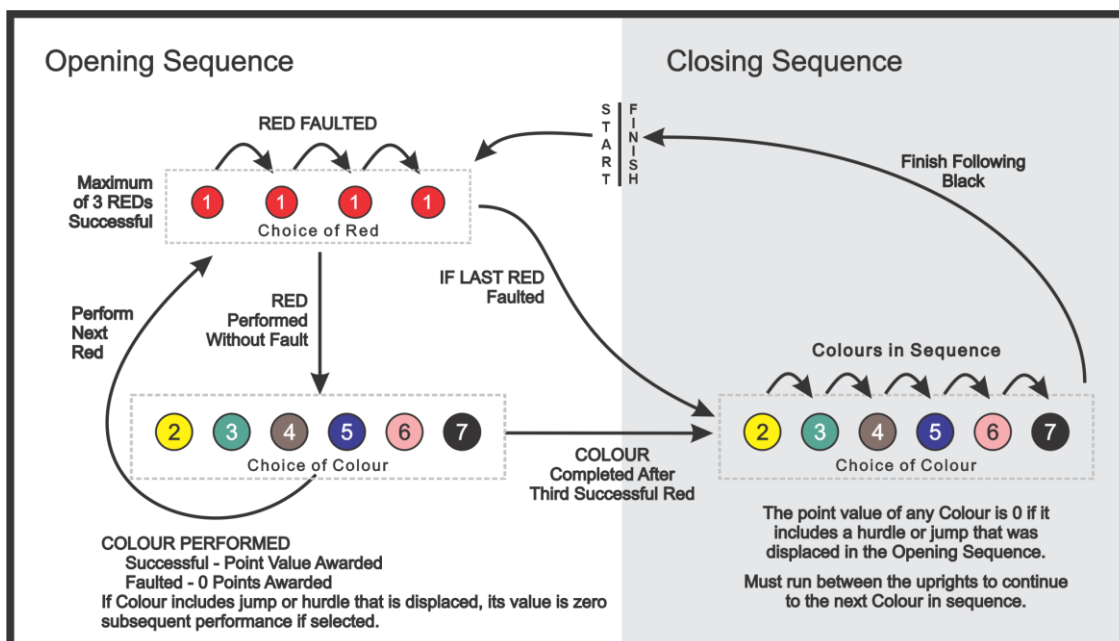 Opening Sequence
Closing Sequence
RED FAULTED
START
FINISH
Finish Following
Black
Maximum
of 3 REDs
Successful
1 1 1 1
Choice of Red
IF LAST RED
Faulted
Perform
Next
Red
RED
Performed
Without Fault
Colours in Sequence
2 3 4 5 6 7
Choice of Colour
2 3 4 5 6 7
Choice of Colour
COLOUR
Completed After
Third Successful Red
COLOUR PERFORMED
Successful - Point Value Awarded
Faulted - 0 Points Awarded
If Colour includes jump or hurdle that is displaced, its value is zero
subsequent performance if selected.
The point value of any Colour is 0 if it
includes a hurdle or jump that was
displaced in the Opening Sequence.
Must run between the uprights to continue
to the next Colour in sequence.